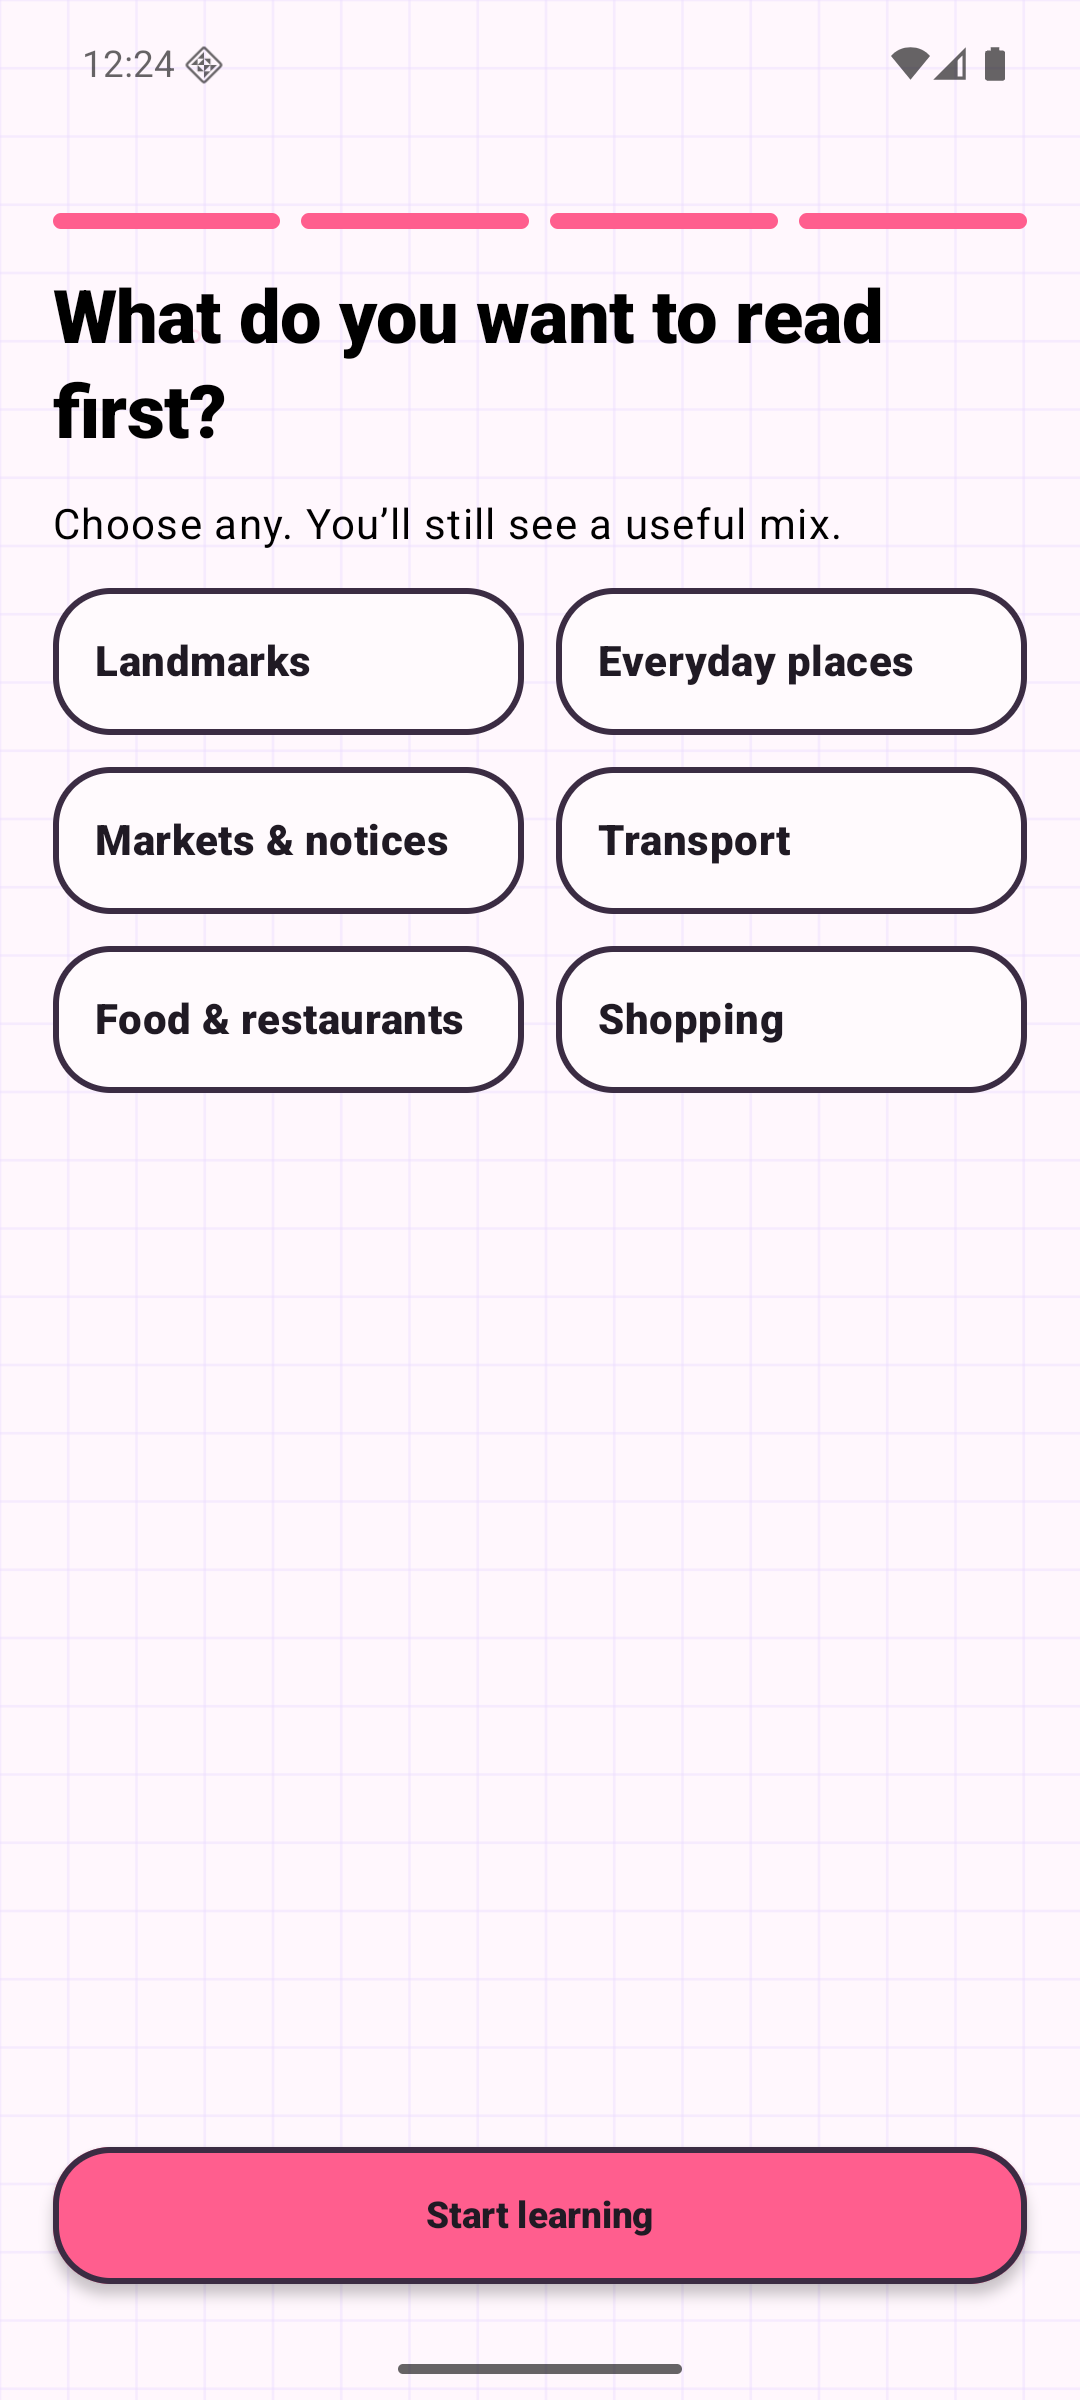 12:24
What do you want to read
first?
Choose any. You’ll still see a useful mix.
Landmarks
Everyday places
Markets & notices
Transport
Food & restaurants
Shopping
Start learning